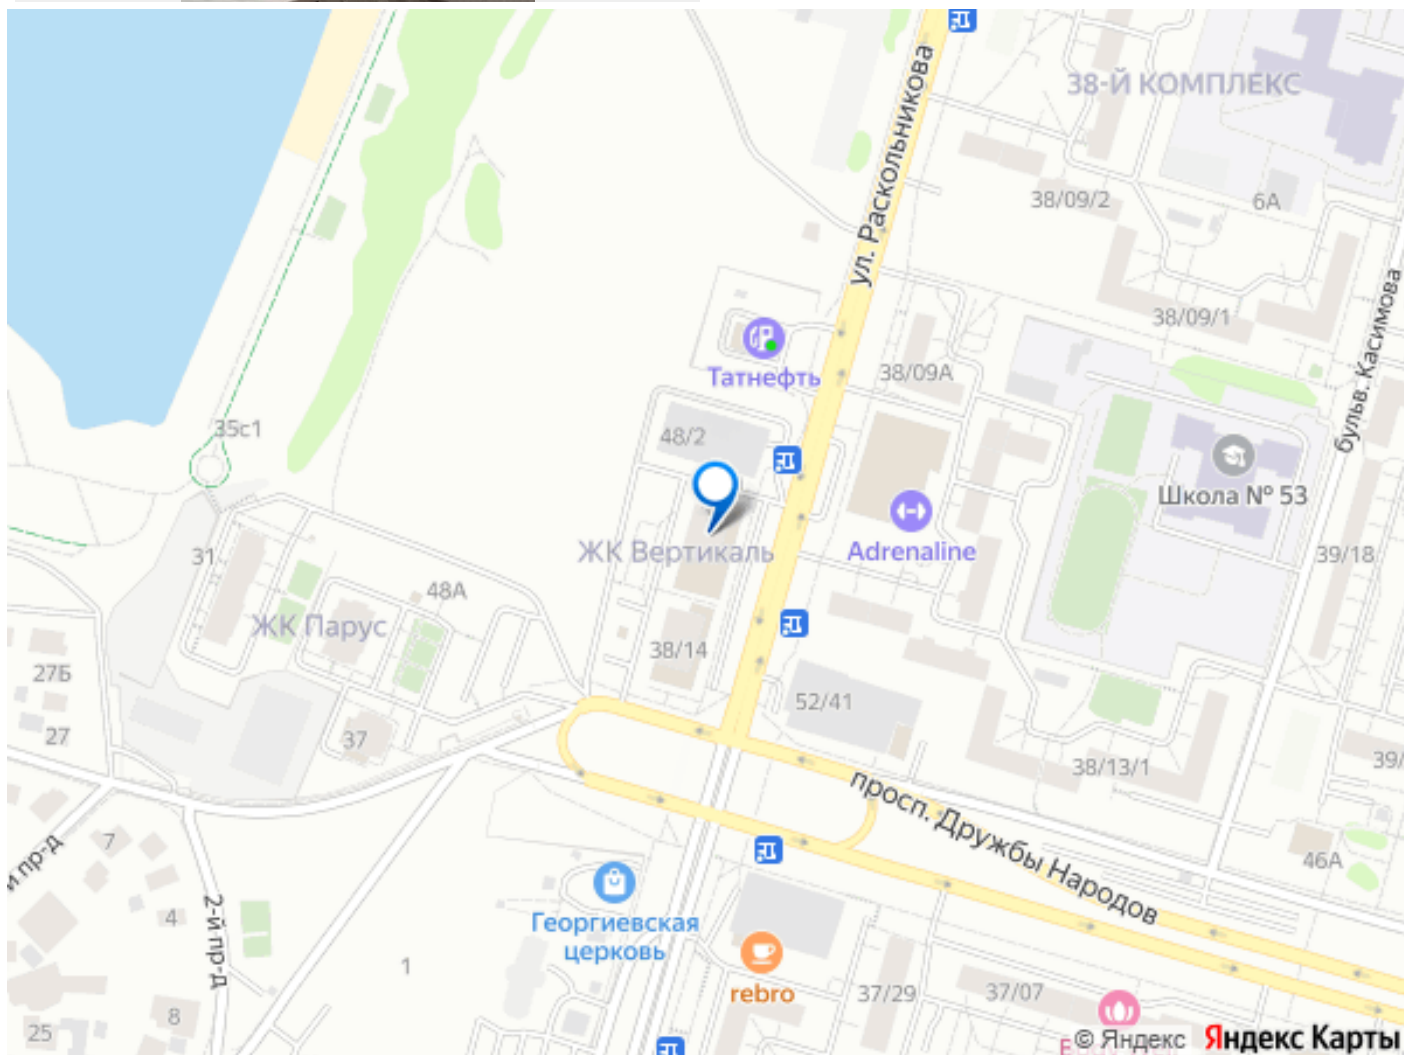 38-Й КОМПЛЕКС
ул. Раскольникова
38/09/2
6А
38/09/1
бульв. Касимова
Татнефть
38/09А
35с1
48/2
Школа № 53
ЖК Вертикаль
Adrenaline
39/18
31
48А
ЖК Парус
38/14
27Б
52/41
27
37
38/13/1
39/
просп. Дружбы Народов
7
й пр-д
46А
2-й пр-д
4
Георгиевская
церковь
1
rebro
37/29
37/07
8
25
© Яндекс
Яндекс Карты